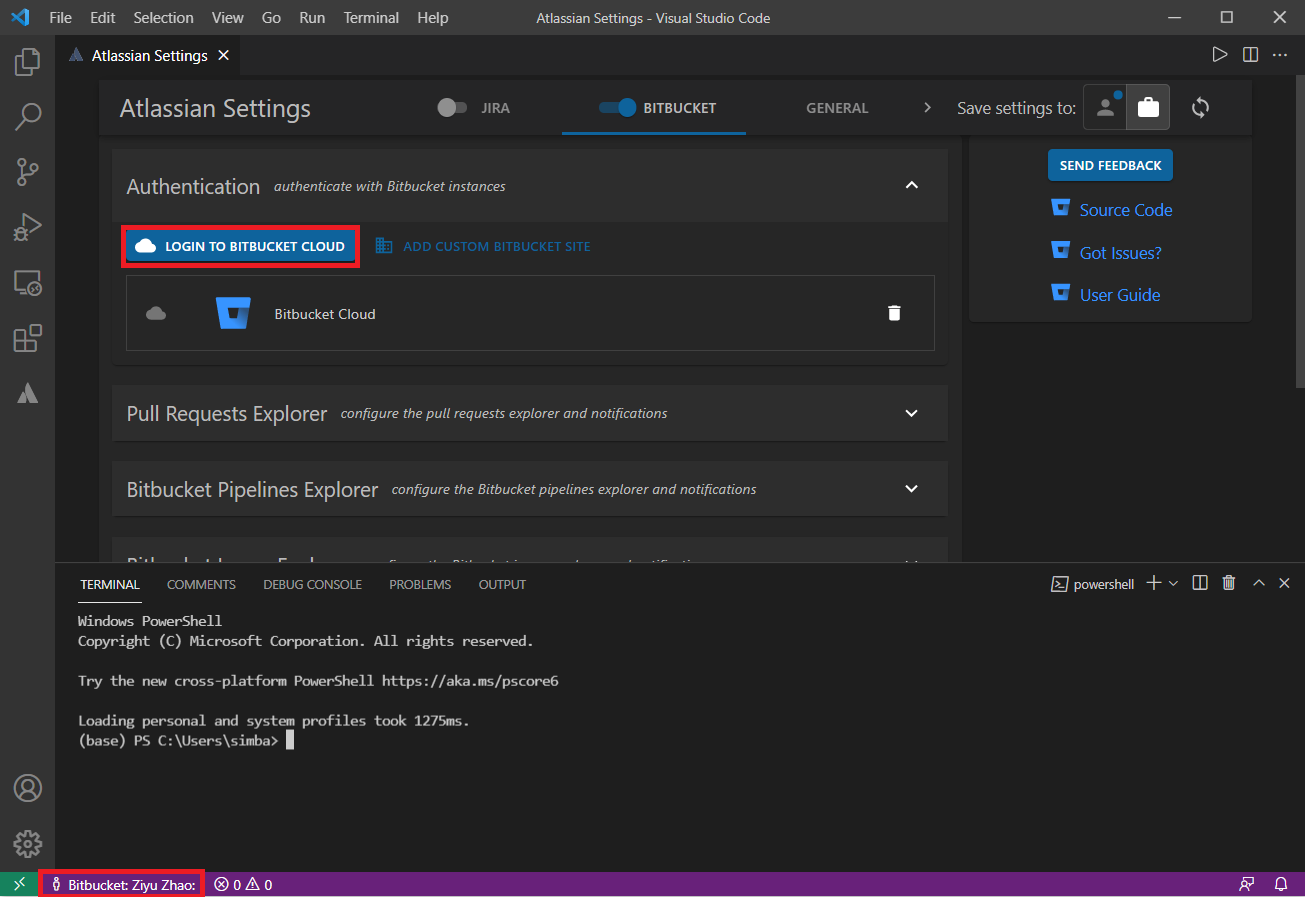 File Edit Selection View Go Run Terminal Help Atlassian Settings - Visual Studio Code
Atlassian Settings
Atlassian Settings JIRA BITBUCKET GENERAL Save settings to:
Authentication authenticate with Bitbucket instances
LOGIN TO BITBUCKET CLOUD ADD CUSTOM BITBUCKET SITE
Bitbucket Cloud
Pull Requests Explorer configure the pull requests explorer and notifications
Bitbucket Pipelines Explorer configure the Bitbucket pipelines explorer and notifications
SEND FEEDBACK
Source Code
Got Issues?
User Guide
TERMINAL COMMENTS DEBUG CONSOLE PROBLEMS OUTPUT powershell
Windows PowerShell
Copyright (C) Microsoft Corporation. All rights reserved.
Try the new cross-platform PowerShell https://aka.ms/pscore6
Loading personal and system profiles took 1275ms.
(base) PS C:\Users\simba>
Bitbucket: Ziyu Zhao: 0 0